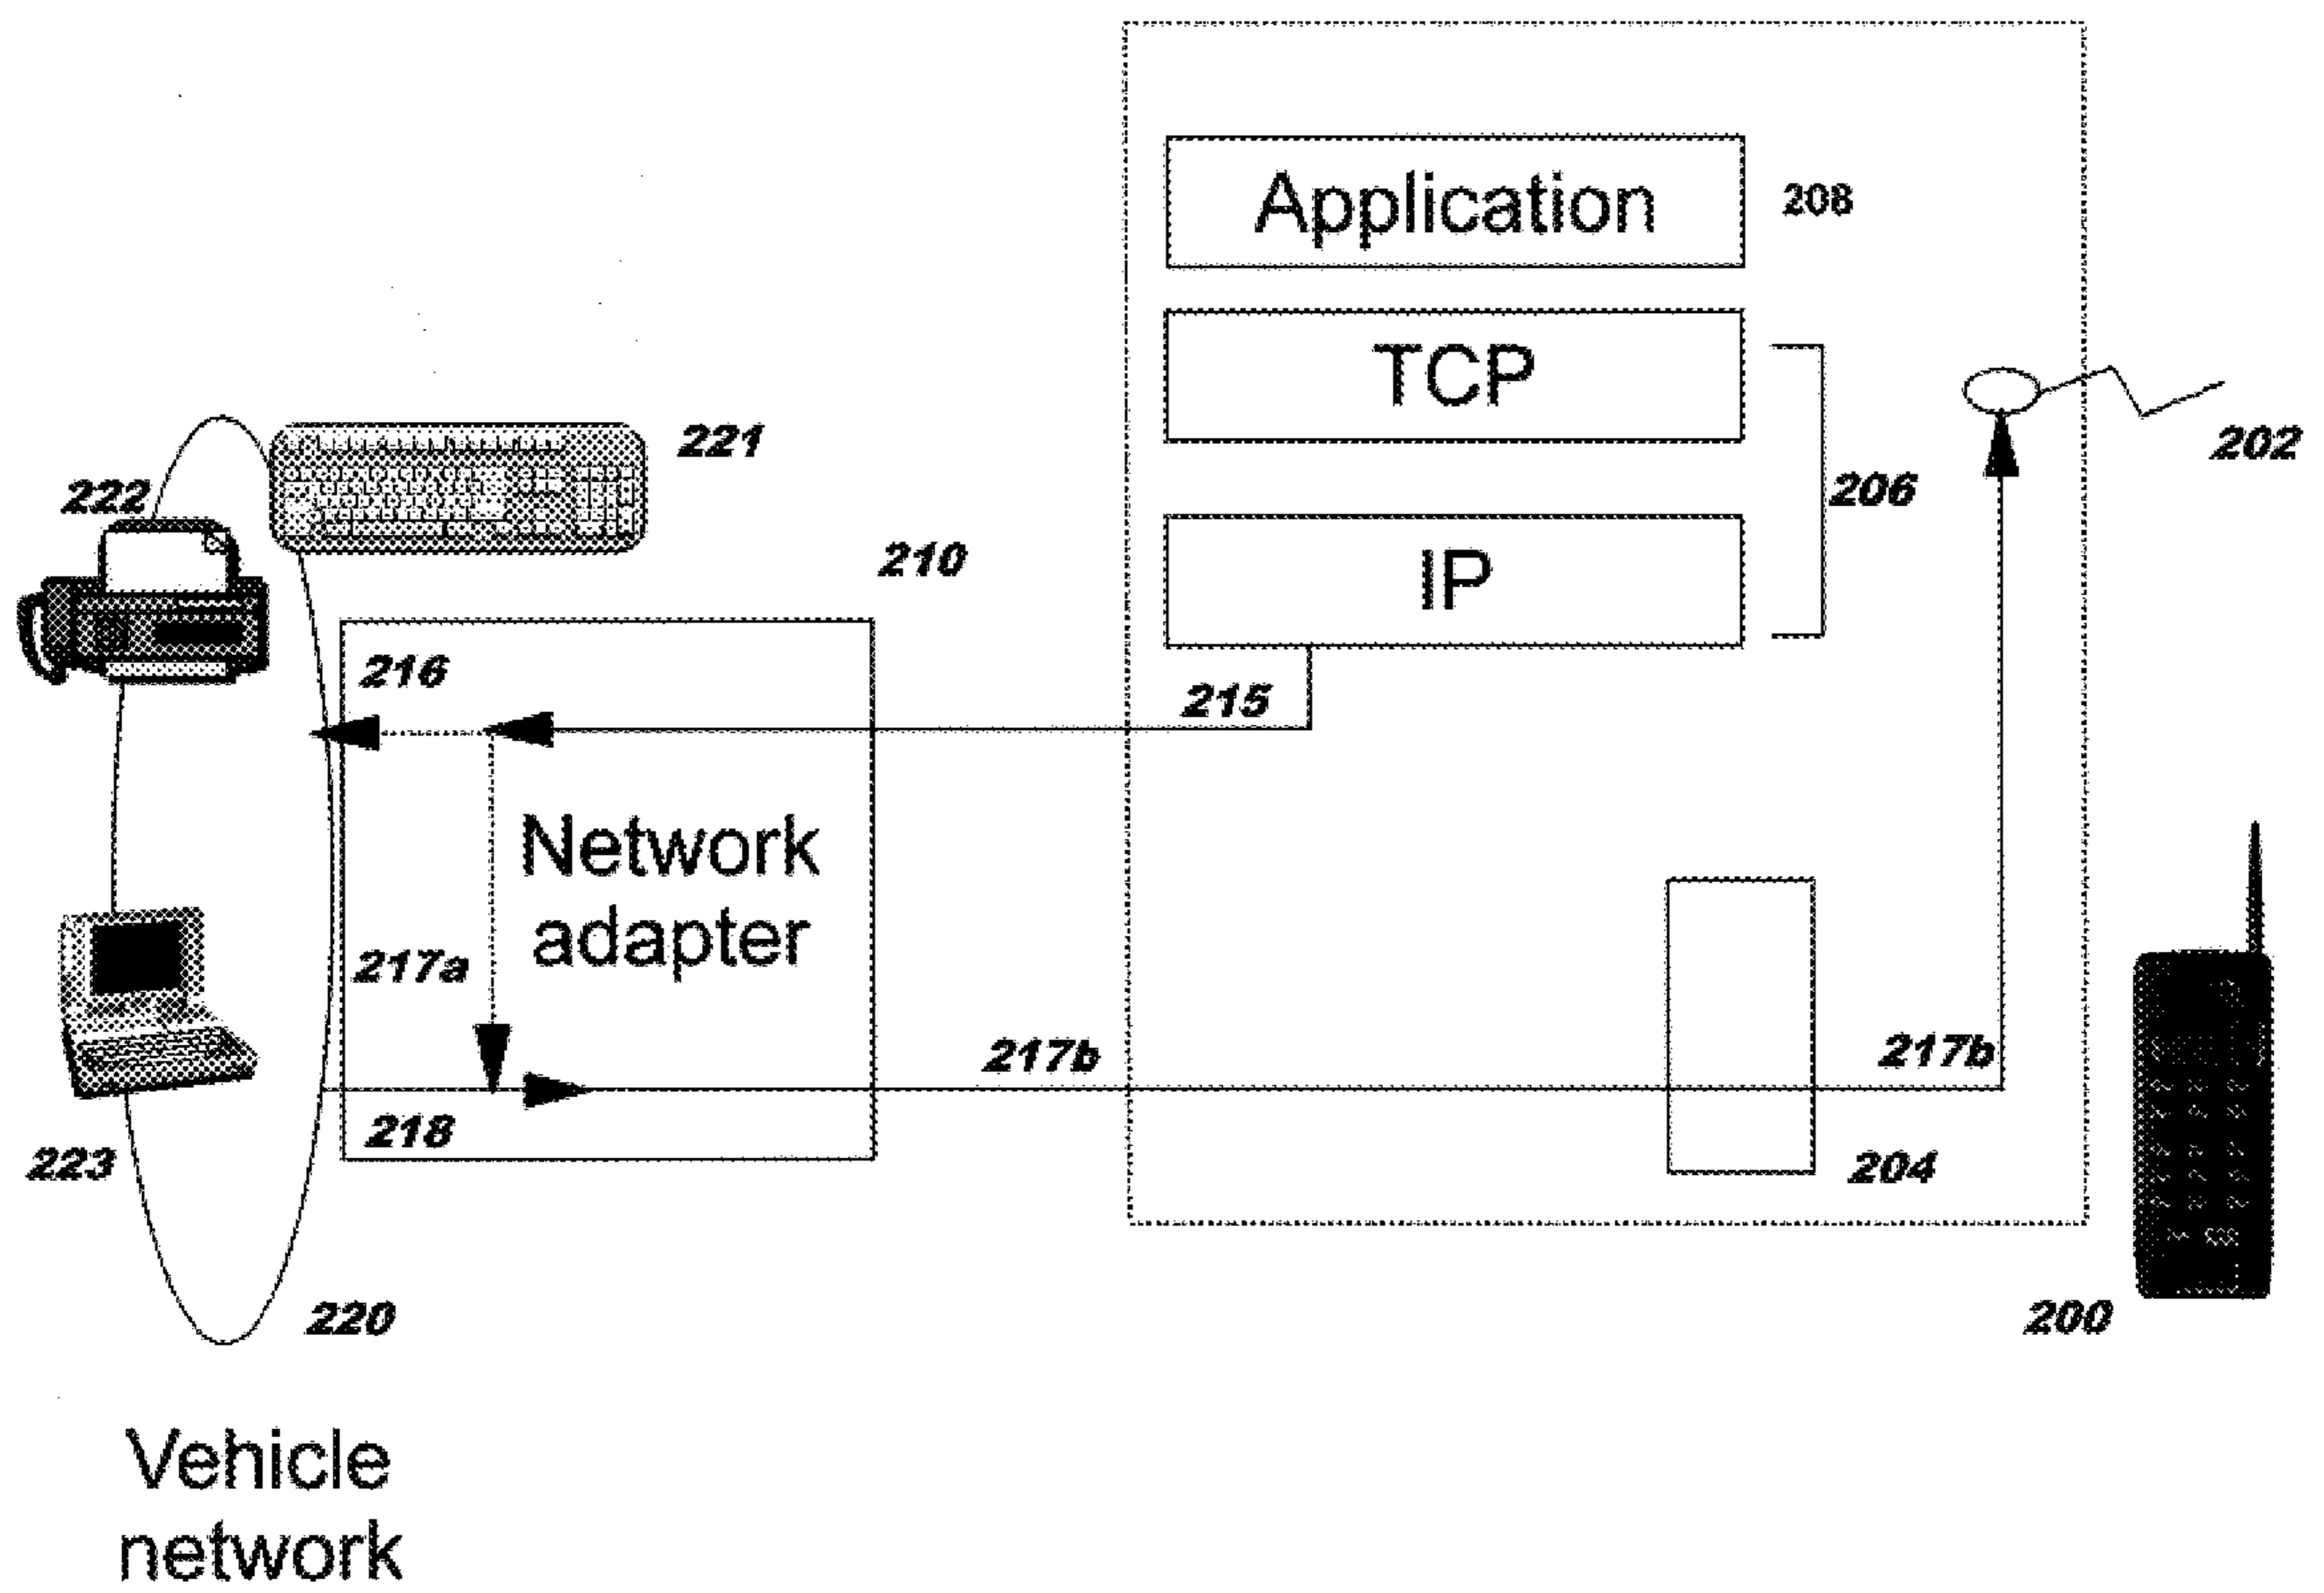 Application
208
TCP
221
202
222
206
210
IP
216
215
Network
adapter
217a
217b
217b
218
223
204
220
200
Vehicle
network